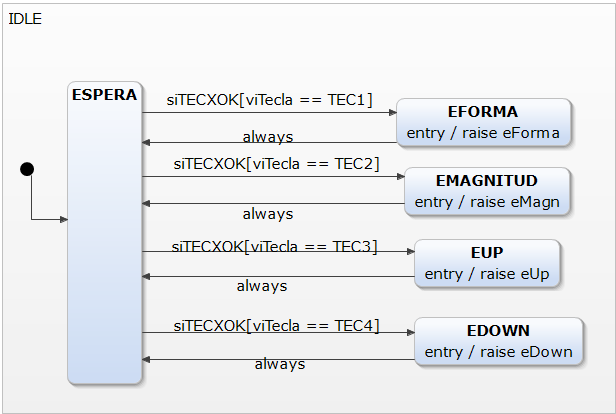 IDLE
ESPERA
siTECXOK[viTecla == TEC1]
EFORMA
entry / raise eForma
always
siTECXOK[viTecla == TEC2]
EMAGNITUD
entry / raise eMagn
always
siTECXOK[viTecla == TEC3]
EUP
entry / raise eUp
always
siTECXOK[viTecla == TEC4]
EDOWN
entry / raise eDown
always